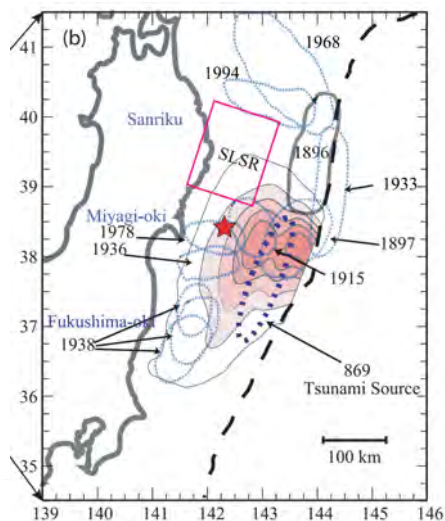 (b)
41
40
39
38
37
36
35
1968
1994
Sanriku
SLSR
1896
1933
Miyagi-oki
1978
1936
1897
1915
Fukushima-oki
1938
869
Tsunami Source
100 km
139 140 141 142 143 144 145 146